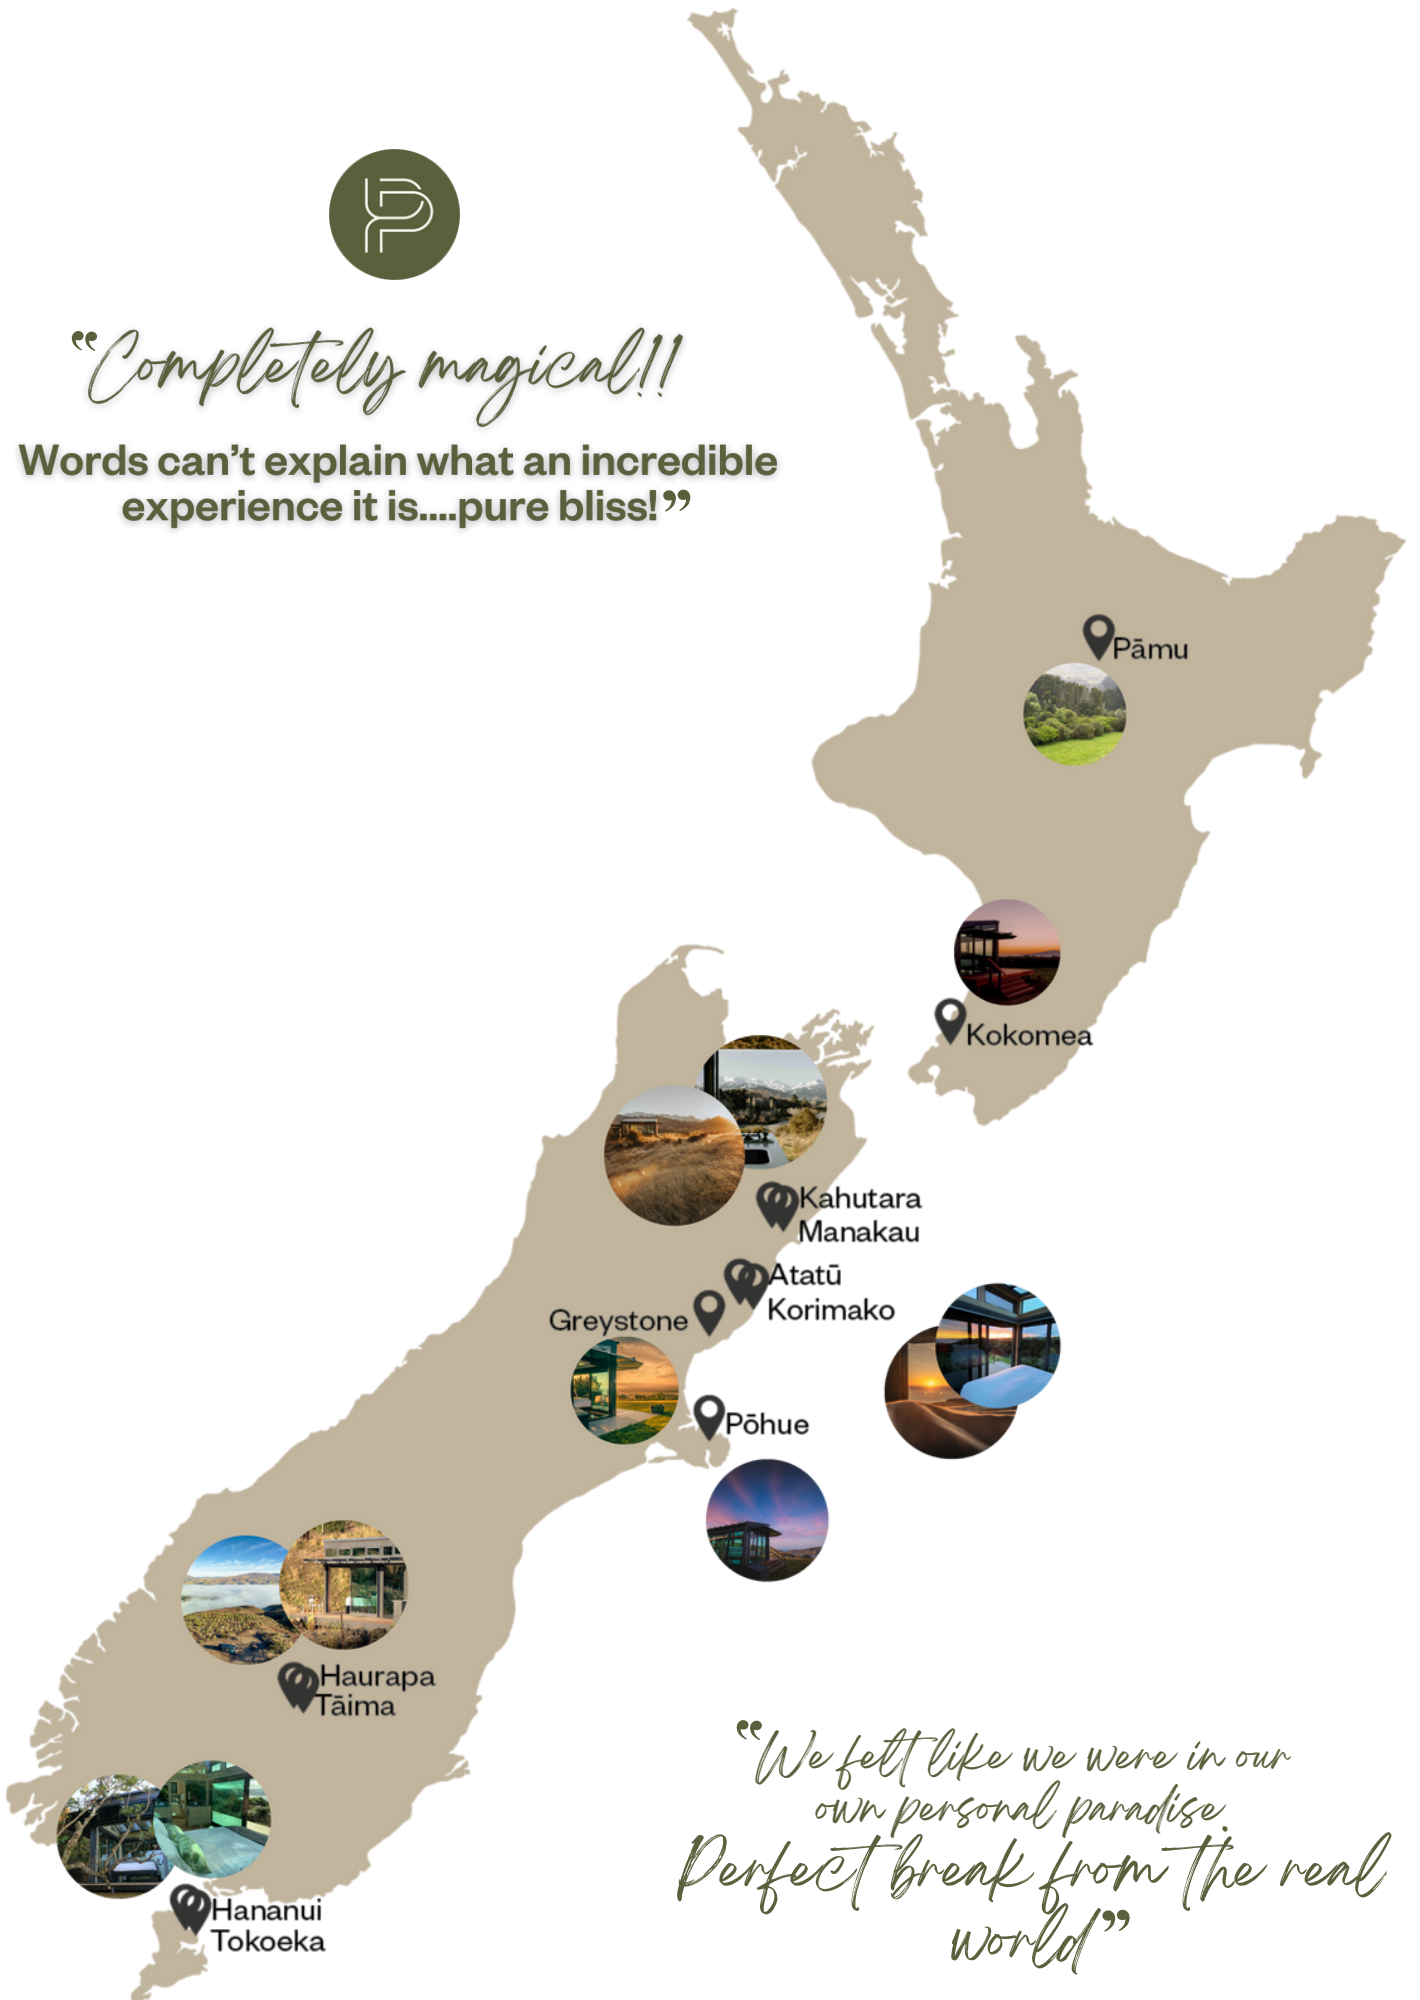 “Completely magical!!
Words can’t explain what an incredible
experience it is....pure bliss!”
Pāmu
Kokomea
Kahutara
Manakau
Atatū
Korimako
Greystone
Pōhue
Haurapa
Tāima
Hananui
Tokoeka
“We felt like we were in our
own personal paradise.
Perfect break from the real
world”